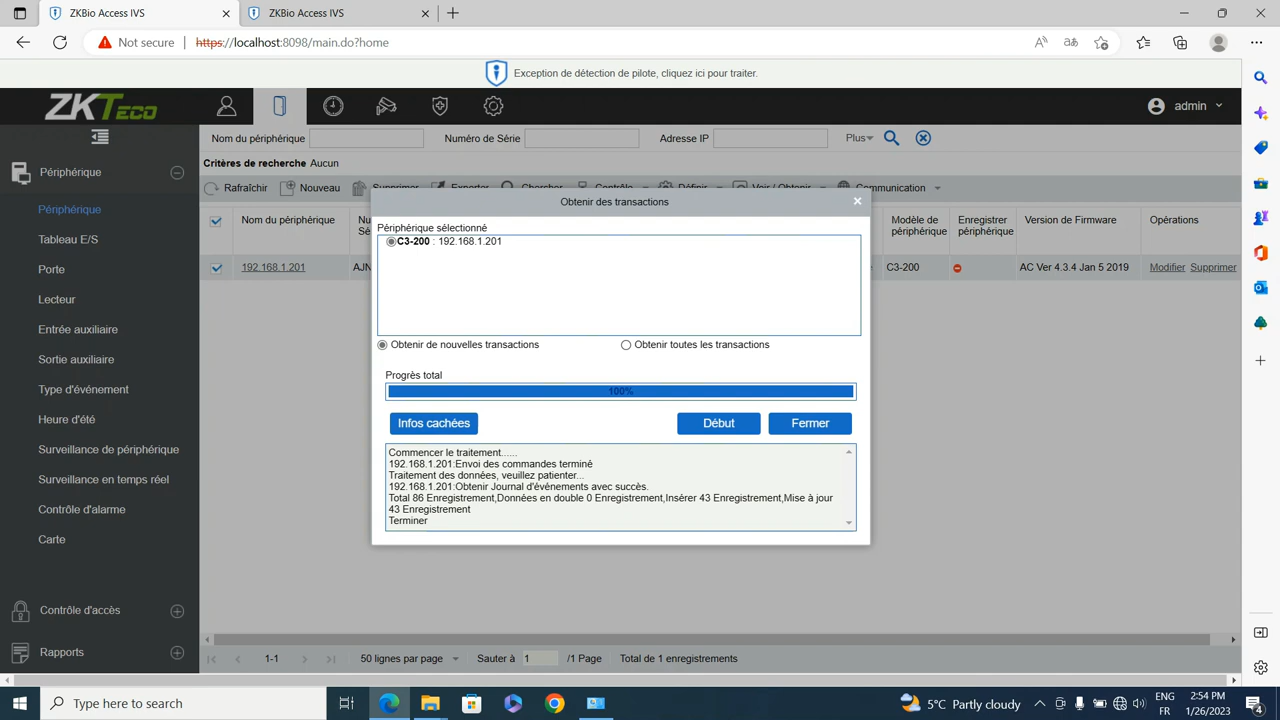 ZKBio Access IVS
ZKBio Access IVS
Not secure
https://localhost:8098/main.do?home
Exception de détection de pilote, cliquez ici pour traiter.
ZKTeco
admin
Nom du périphérique
Numéro de Série
Adresse IP
Plus
Critères de recherche Aucun
Périphérique
Périphérique
Tableau E/S
Porte
Lecteur
Entrée auxiliaire
Sortie auxiliaire
Type d'événement
Heure d'été
Surveillance de périphérique
Surveillance en temps réel
Contrôle d'alarme
Carte
Contrôle d'accès
Rapports
Rafraîchir
Nouveau
Supprimer
Exporter
Chercher
Contrôle
Définir
Voir / Obtenir
Communication
Nom du périphérique
Modèle de périphérique
Enregistrer périphérique
Version de Firmware
Opérations
192.168.1.201
AJN
C3-200
AC Ver 4.3.4 Jan 5 2019
Modifier Supprimer
Obtenir des transactions
Périphérique sélectionné
C3-200 : 192.168.1.201
Obtenir de nouvelles transactions
Obtenir toutes les transactions
Progrès total
100%
Infos cachées
Début
Fermer
Commencer le traitement......
192.168.1.201:Envoi des commandes terminé
Traitement des données, veuillez patienter...
192.168.1.201:Obtenir Journal d'événements avec succès.
Total 86 Enregistrement,Données en double 0 Enregistrement,Insérer 43 Enregistrement,Mise à jour
43 Enregistrement
Terminer
1-1
50 lignes par page
Sauter à
1
/1 Page
Total de 1 enregistrements
Type here to search
5°C Partly cloudy
ENG
FR
2:54 PM
1/26/2023
4